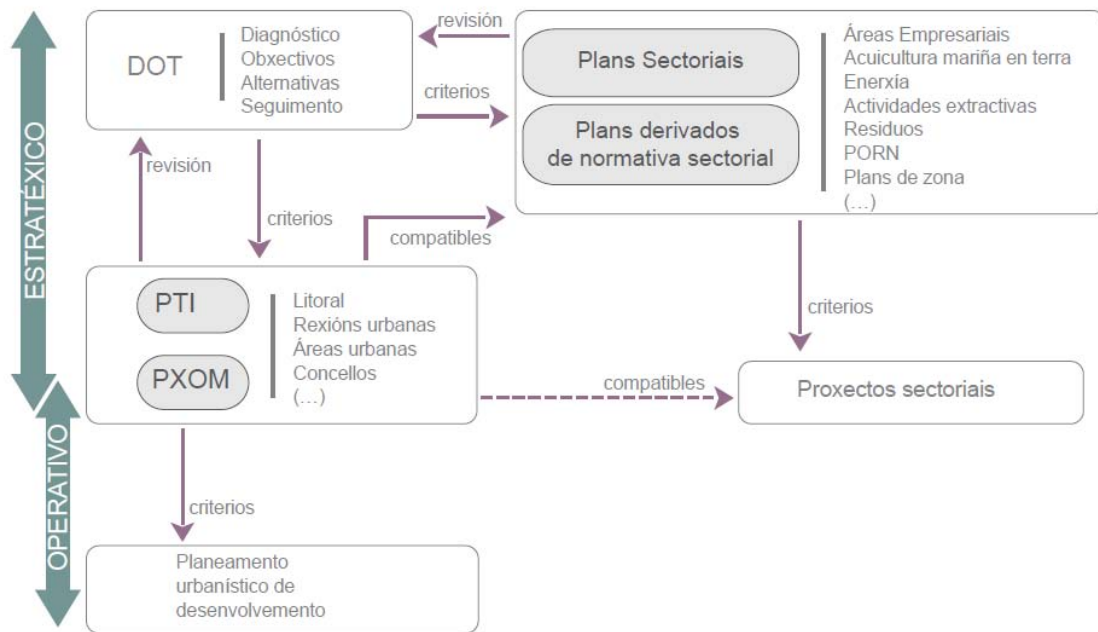 ESTRATÉXICO
OPERATIVO
DOT
Diagnóstico
Obxectivos
Alternativas
Seguimento
revisión
criterios
Plans Sectoriais
Plans derivados
de normativa sectorial
Áreas Empresariais
Acuicultura mariña en terra
Enerxía
Actividades extractivas
Residuos
PORN
Plans de zona
(...)
revisión
criterios
compatibles
PTI
PXOM
Litoral
Rexións urbanas
Áreas urbanas
Concellos
(...)
criterios
compatibles
Proxectos sectoriais
criterios
Planeamento
urbanístico de
desenvolvemento